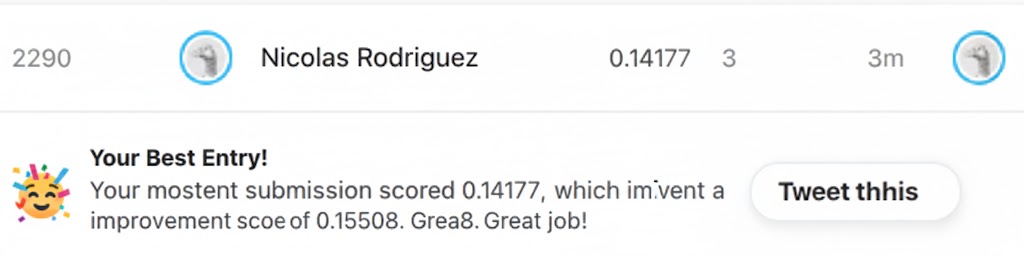 2290 Nicolas Rodriguez 0.14177 3 3m
Your Best Entry!
Your mostent submission scored 0.14177, which im:vent a
improvement scoe of 0.15508. Grea8. Great job!
Tweet thhis